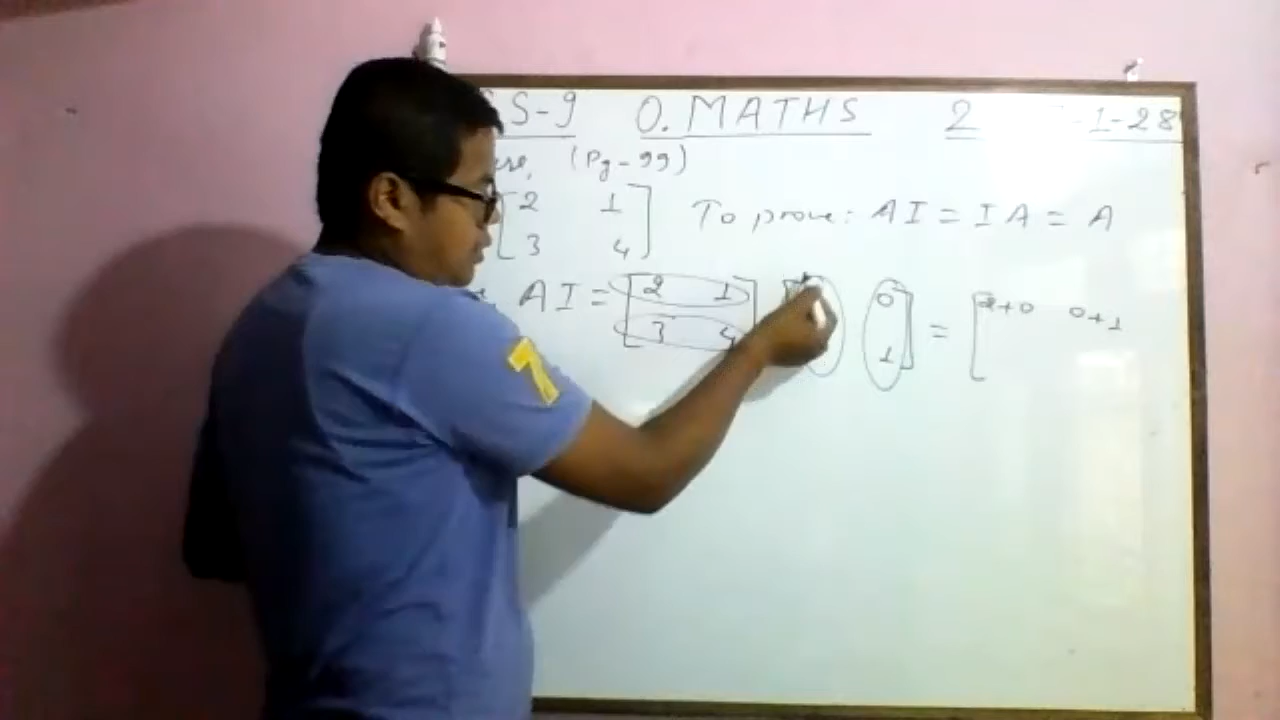 S-9 O. MATHS 2 -1-28
(Pg-99)
2 1 To prove: AI = IA = A
3 4
AI = 2 1 0 = 2+0 0+1
3 4 1
7